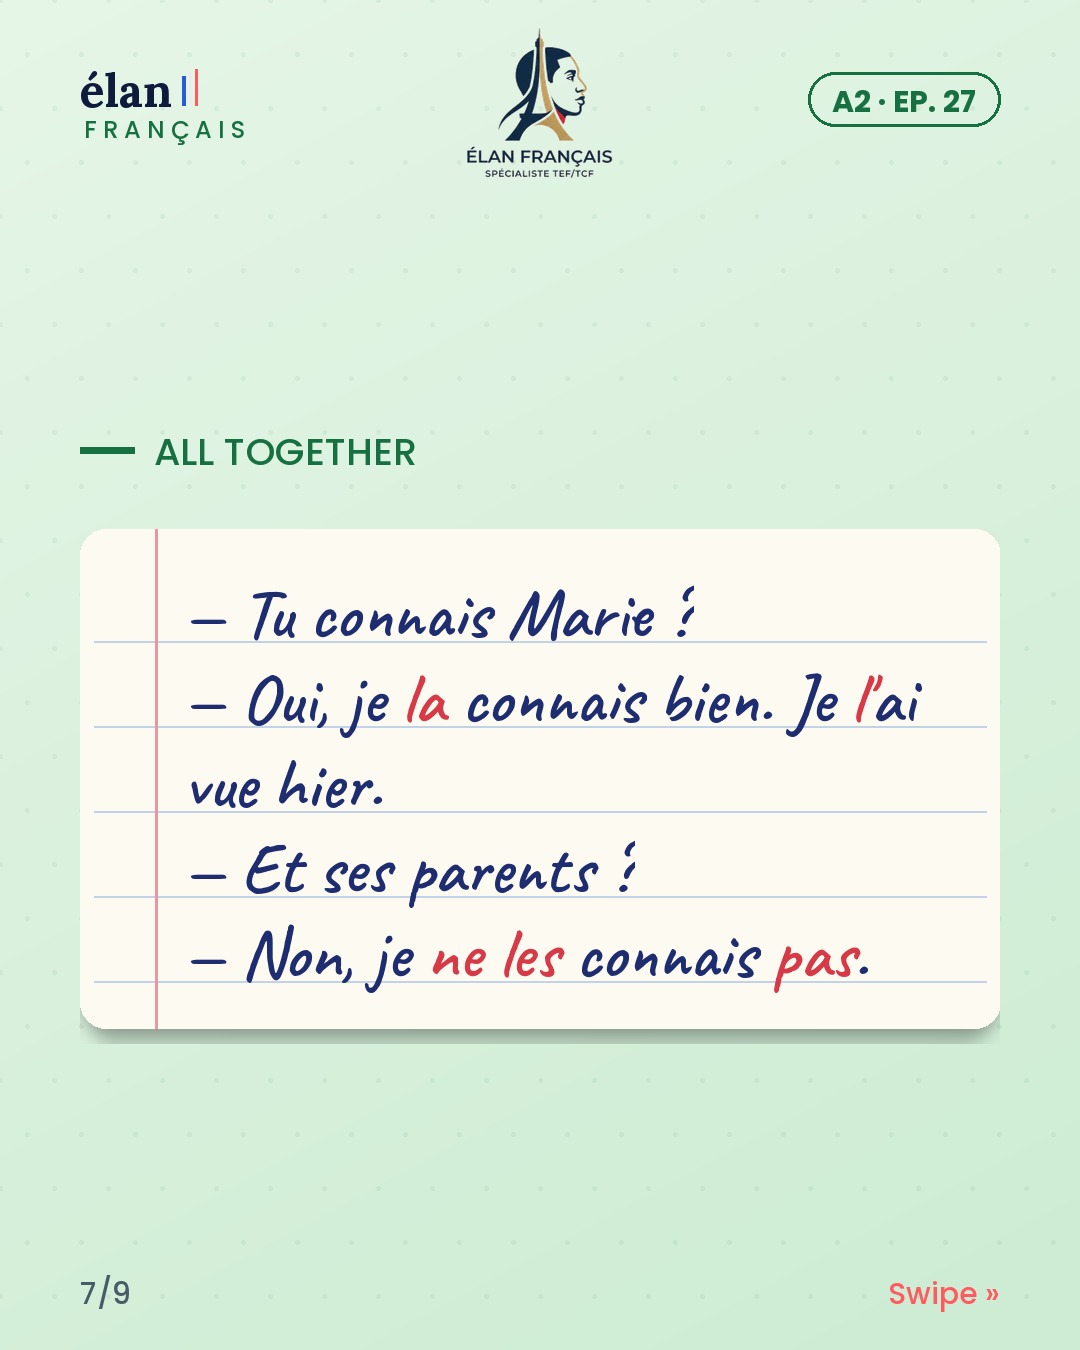 élan
FRANÇAIS
ÉLAN FRANÇAIS
SPÉCIALISTE TEF/TCF
A2 · EP. 27
ALL TOGETHER
– Tu connais Marie ?
– Oui, je la connais bien. Je l'ai
vue hier.
– Et ses parents ?
– Non, je ne les connais pas.
7/9
Swipe »